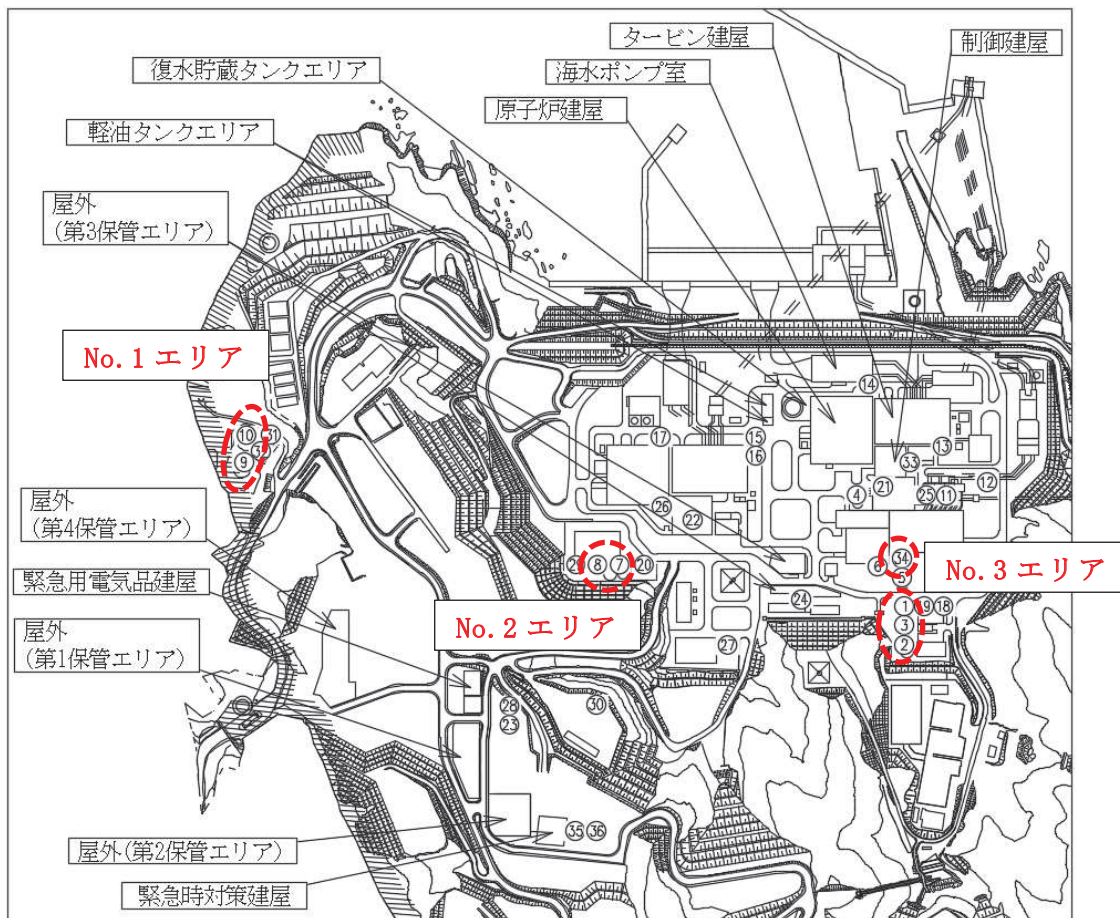 タービン建屋
制御建屋
復水貯蔵タンクエリア
海水ポンプ室
原子炉建屋
軽油タンクエリア
屋外
(第3保管エリア)
No.1 エリア
⑭
⑩
⑨
⑰
⑮
⑯
⑬
㉝
㉑
⑫
④
㉕
⑪
屋外
(第4保管エリア)
㉖
㉒
⑧
⑦
⑳
㉞
No.3 エリア
緊急用電気品建屋
No.2 エリア
㉔
①
⑱
③
②
屋外
(第1保管エリア)
㉗
㉘
㉓
㉚
屋外(第2保管エリア)
㉟
㊱
緊急時対策建屋